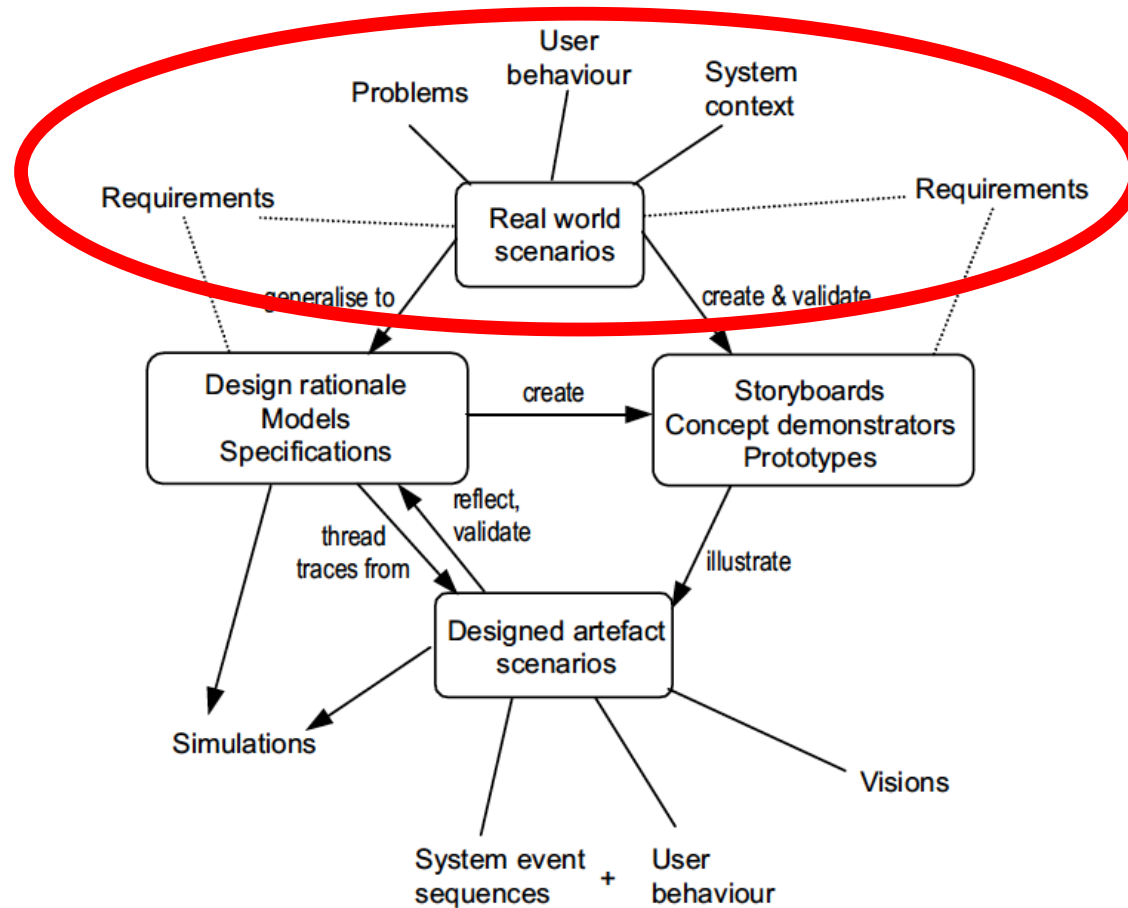 User
behaviour
System
context
Problems
Requirements
Requirements
Real world
scenarios
generalise to
create & validate
Design rationale
Models
Specifications
create
Storyboards
Concept demonstrators
Prototypes
reflect,
validate
thread
traces from
illustrate
Designed artefact
scenarios
Simulations
Visions
System event
sequences
+
User
behaviour